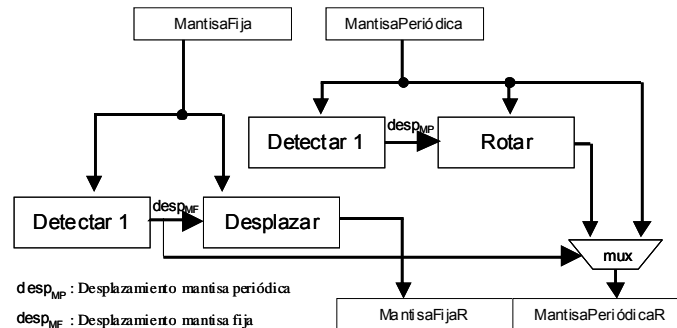 MantisaFija
MantisaPeriódica
Detectar 1
desp_MP
Rotar
Detectar 1
desp_MF
Desplazar
mux
desp_MP : Desplazamiento mantisa periódica
desp_MF : Desplazamiento mantisa fija
MantisaFijaR
MantisaPeriódicaR